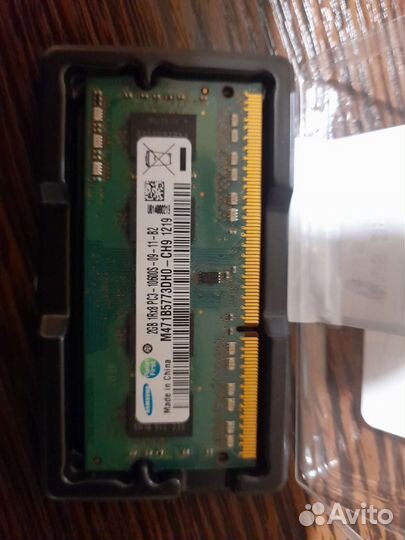 2GB 1Rx8 PC3-10600S-09-11-B2
M471B5773DH0-CH9 1219
SAMSUNG
Made in China
Avito